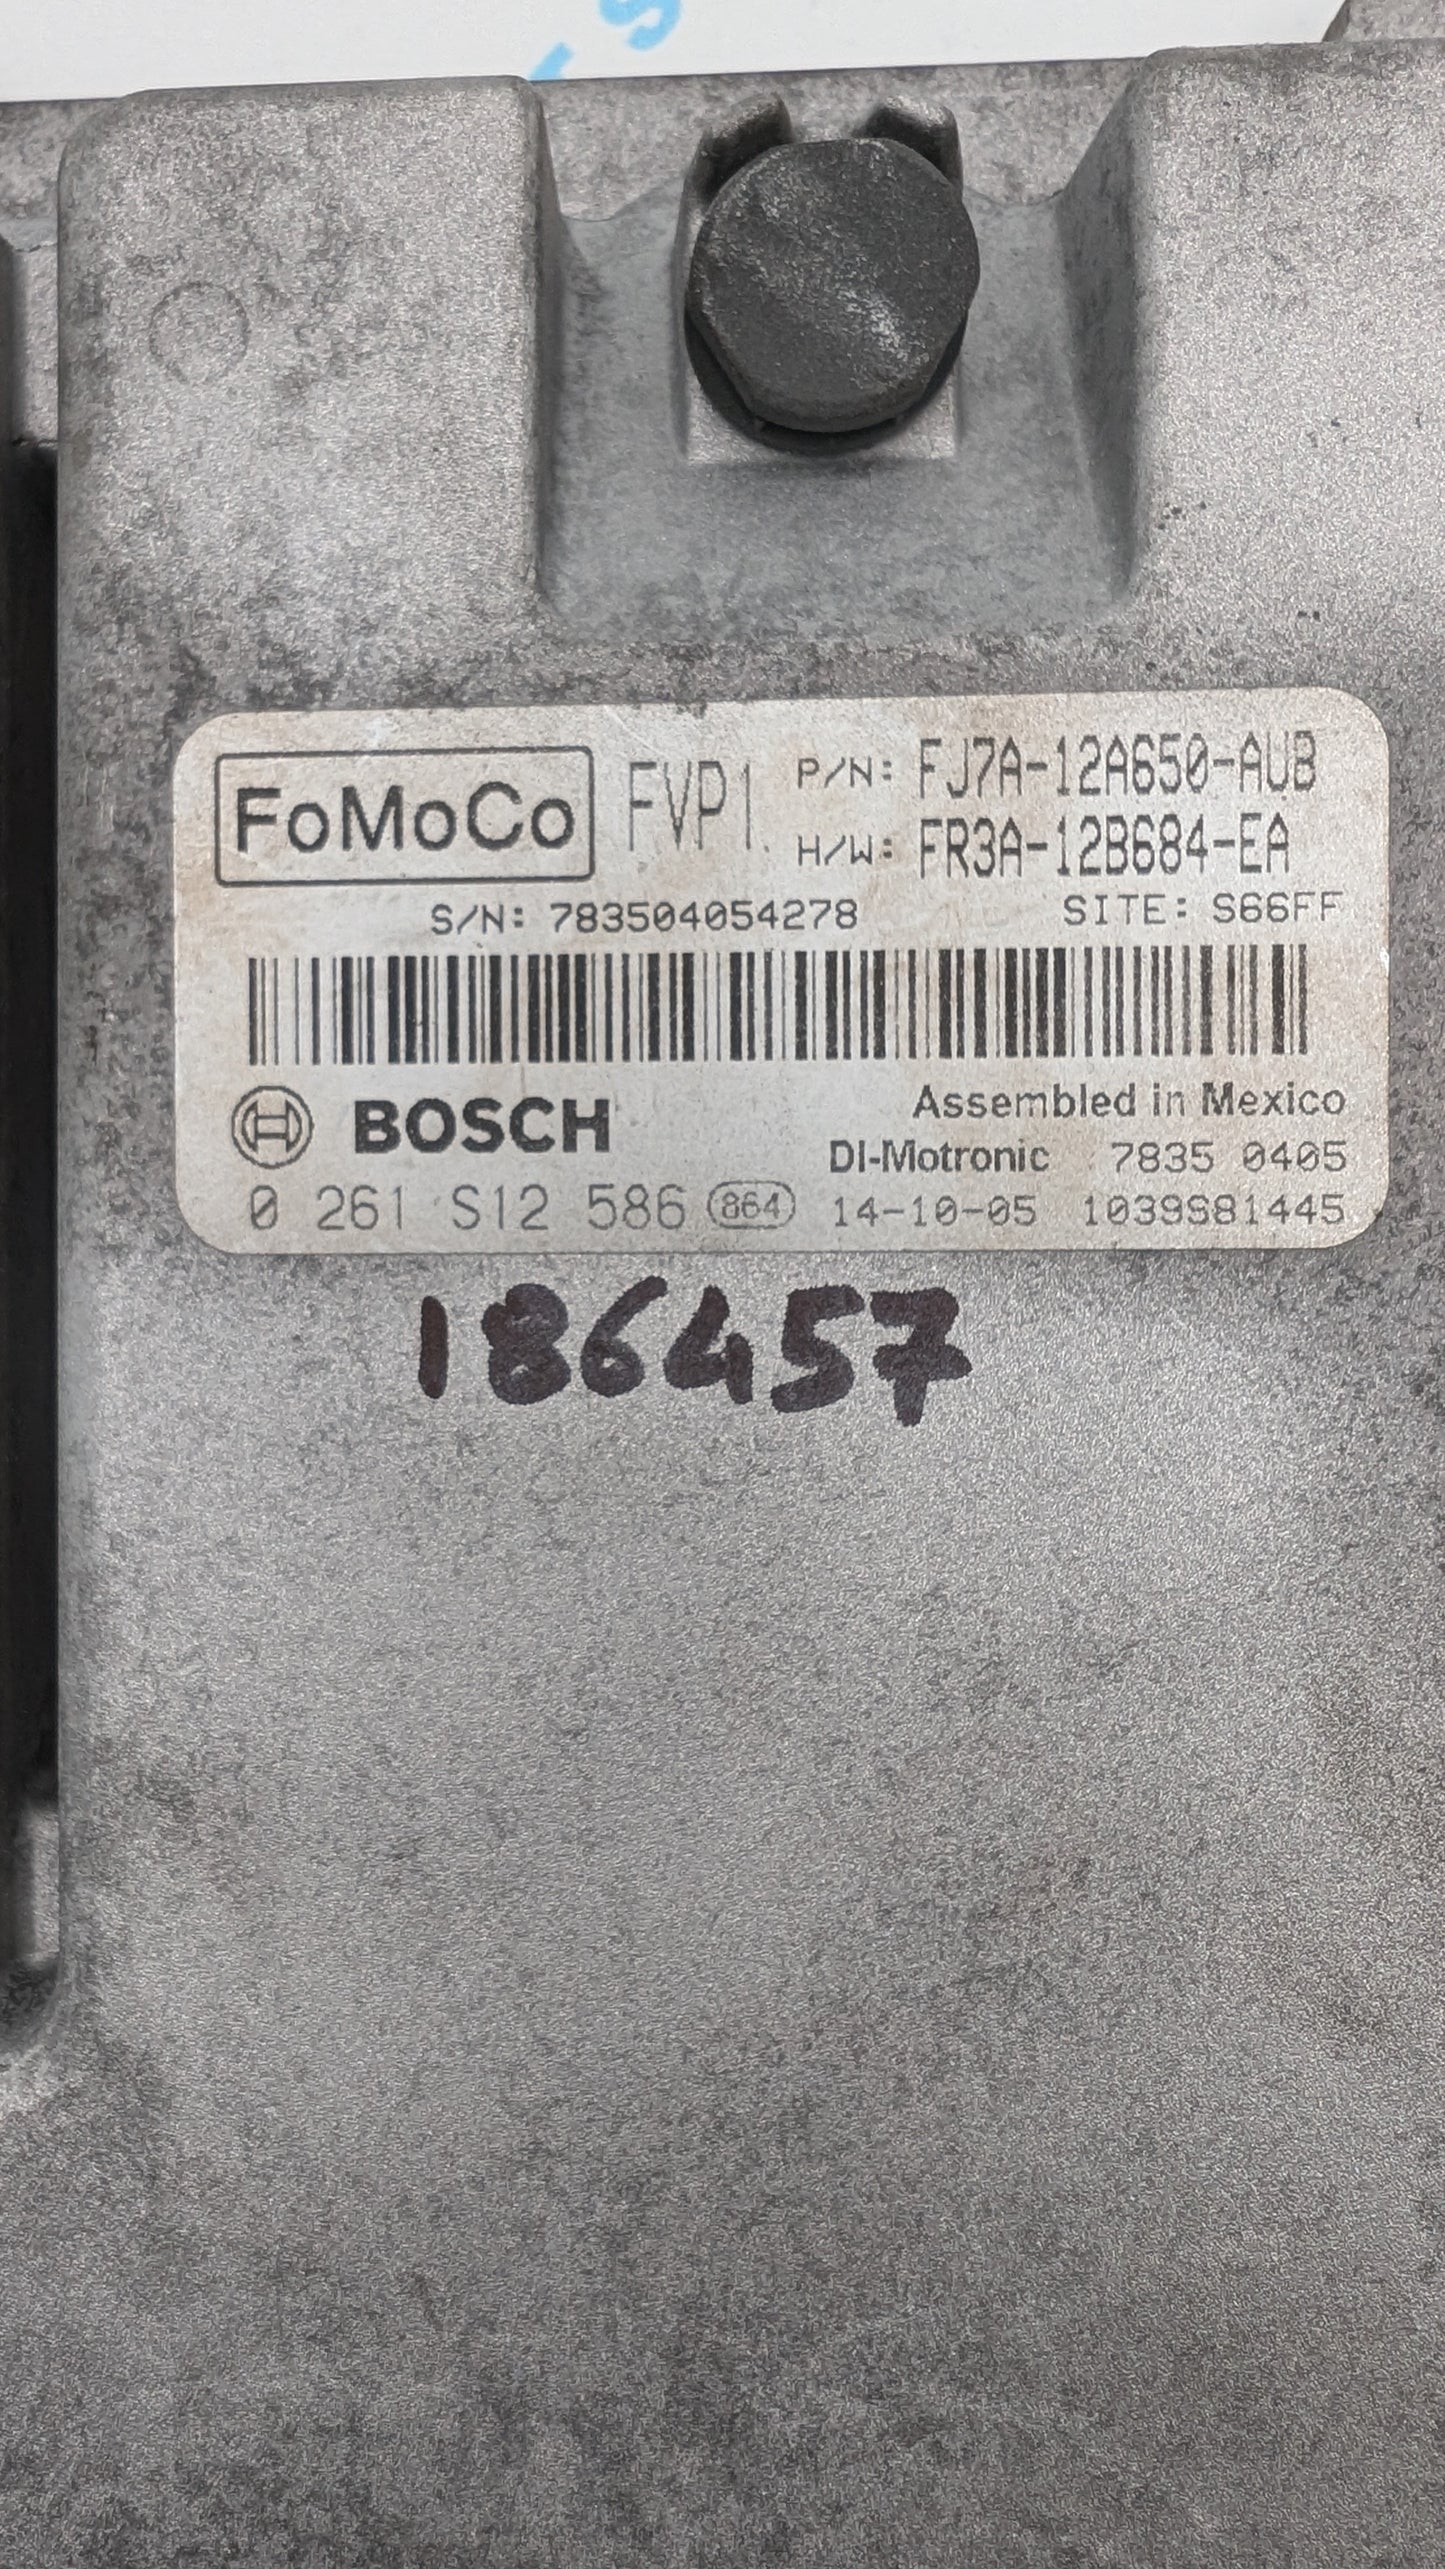 FoMoCo FVP1 P/N: FJ7A-12A650-AUB
H/W: FR3A-12B684-EA
S/N: 783504054278 SITE: S66FF
BOSCH Assembled in Mexico
DI-Motronic 7835 0405
0 261 S12 586 864 14-10-05 1039S81445
186457